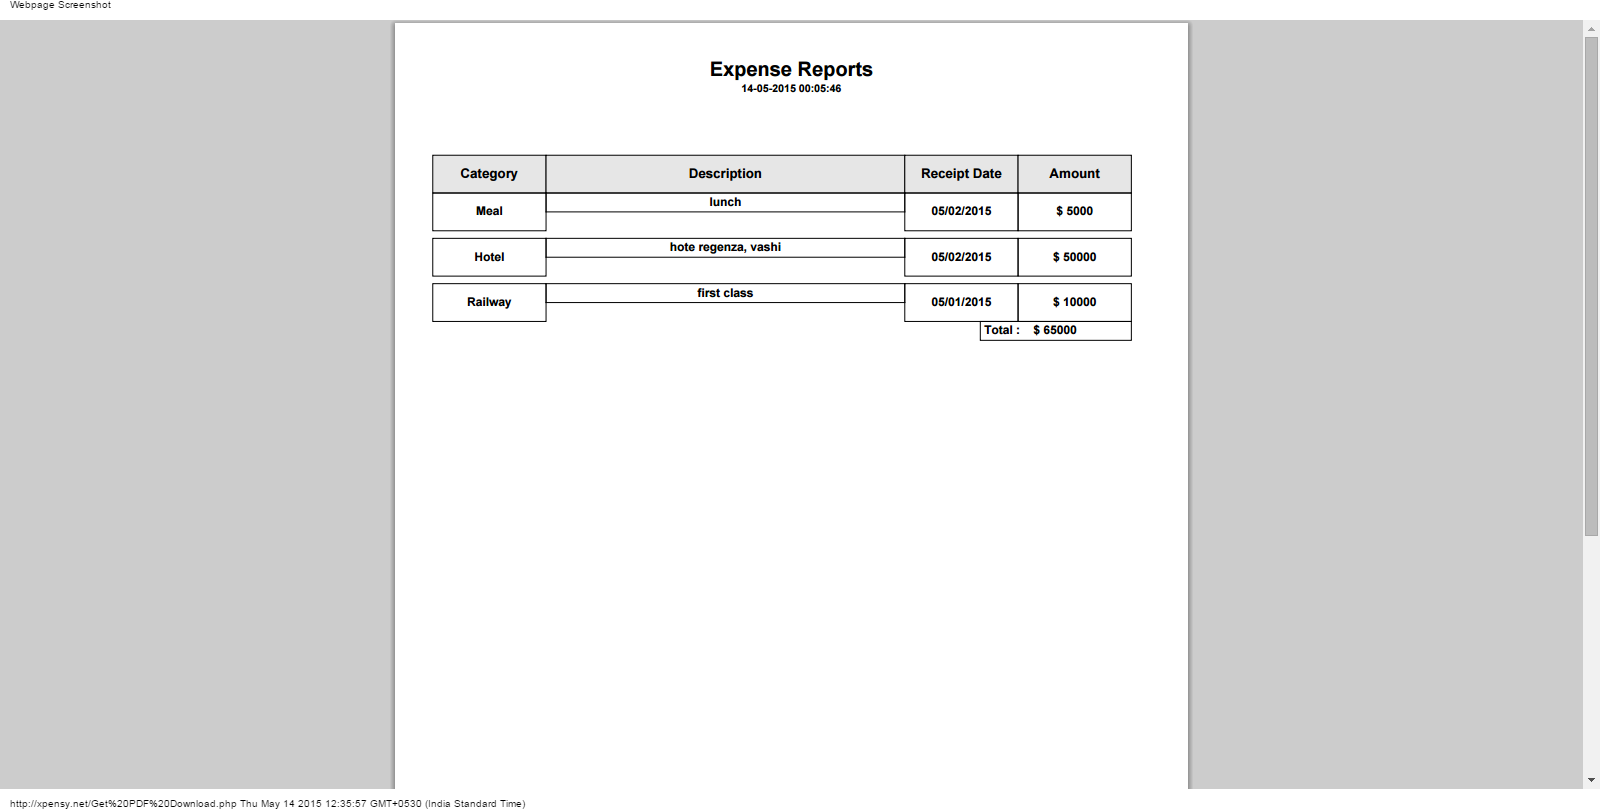 Webpage Screenshot
Expense Reports
14-05-2015 00:05:46
Category Description Receipt Date Amount
Meal lunch 05/02/2015 $ 5000
Hotel hote regenza, vashi 05/02/2015 $ 50000
Railway first class 05/01/2015 $ 10000
Total : $ 65000
http://xpensy.net/Get%20PDF%20Download.php Thu May 14 2015 12:35:57 GMT+0530 (India Standard Time)